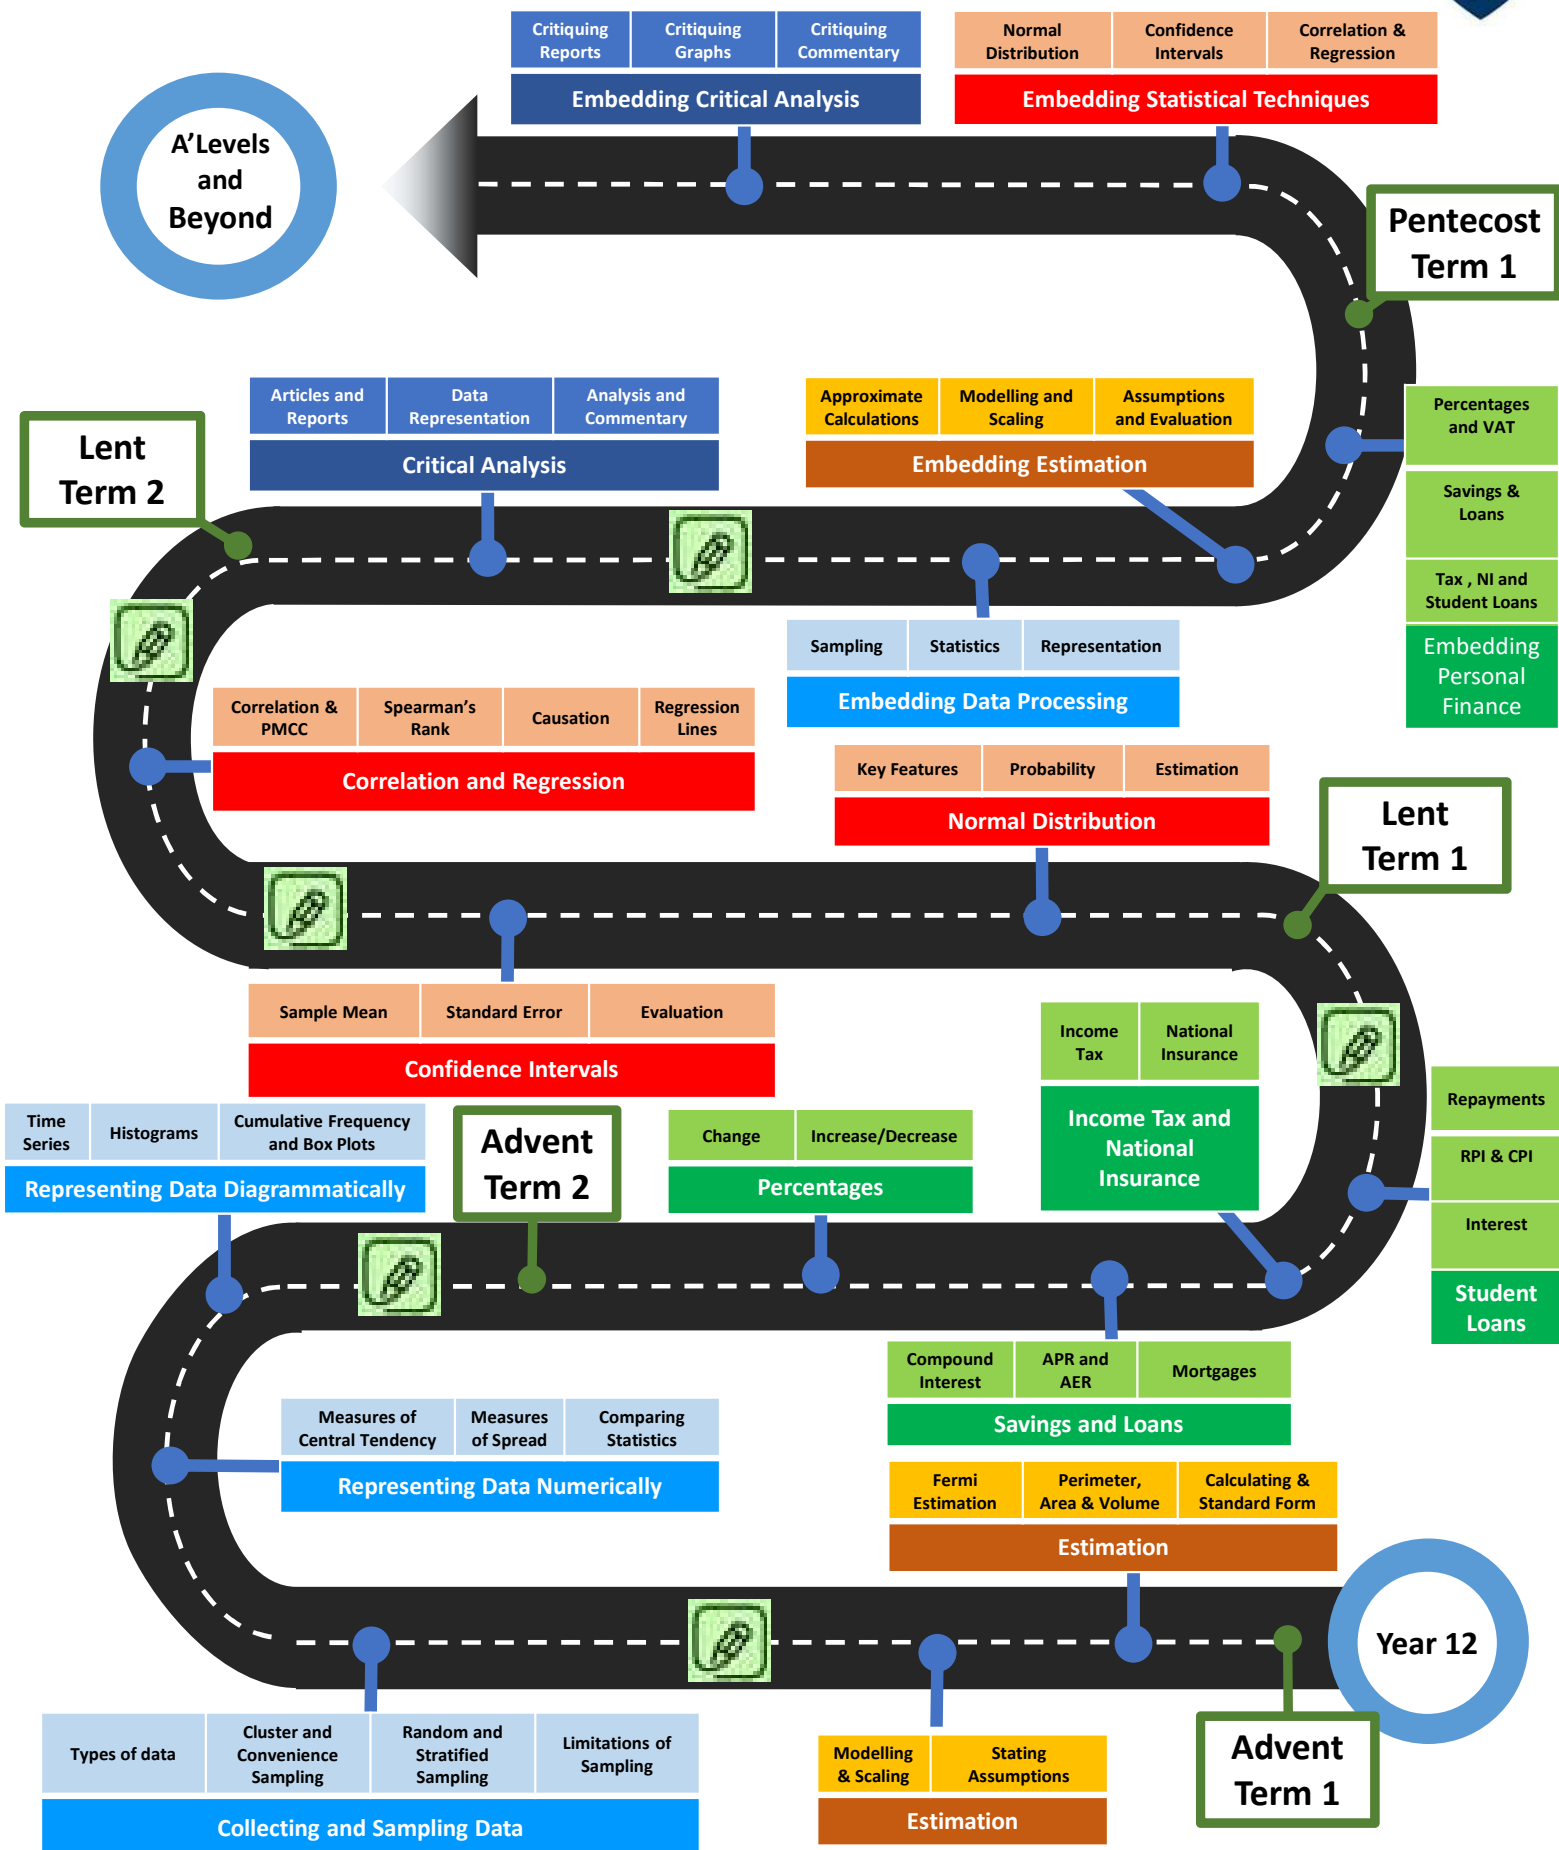 Critiquing
Reports
Critiquing
Graphs
Critiquing
Commentary
Embedding Critical Analysis
Normal
Distribution
Confidence
Intervals
Correlation &
Regression
Embedding Statistical Techniques
A'Levels
and
Beyond
Pentecost
Term 1
Articles and
Reports
Data
Representation
Analysis and
Commentary
Critical Analysis
Approximate
Calculations
Modelling and
Scaling
Assumptions
and Evaluation
Embedding Estimation
Percentages
and VAT
Savings &
Loans
Tax , NI and
Student Loans
Embedding
Personal
Finance
Lent
Term 2
Sampling
Statistics
Representation
Embedding Data Processing
Correlation &
PMCC
Spearman's
Rank
Causation
Regression
Lines
Correlation and Regression
Key Features
Probability
Estimation
Normal Distribution
Lent
Term 1
Sample Mean
Standard Error
Evaluation
Confidence Intervals
Income
Tax
National
Insurance
Income Tax and
National
Insurance
Repayments
RPI & CPI
Interest
Student
Loans
Time
Series
Histograms
Cumulative Frequency
and Box Plots
Representing Data Diagrammatically
Advent
Term 2
Change
Increase/Decrease
Percentages
Compound
Interest
APR and
AER
Mortgages
Savings and Loans
Measures of
Central Tendency
Measures
of Spread
Comparing
Statistics
Representing Data Numerically
Fermi
Estimation
Perimeter,
Area & Volume
Calculating &
Standard Form
Estimation
Year 12
Types of data
Cluster and
Convenience
Sampling
Random and
Stratified
Sampling
Limitations of
Sampling
Collecting and Sampling Data
Modelling
& Scaling
Stating
Assumptions
Estimation
Advent
Term 1